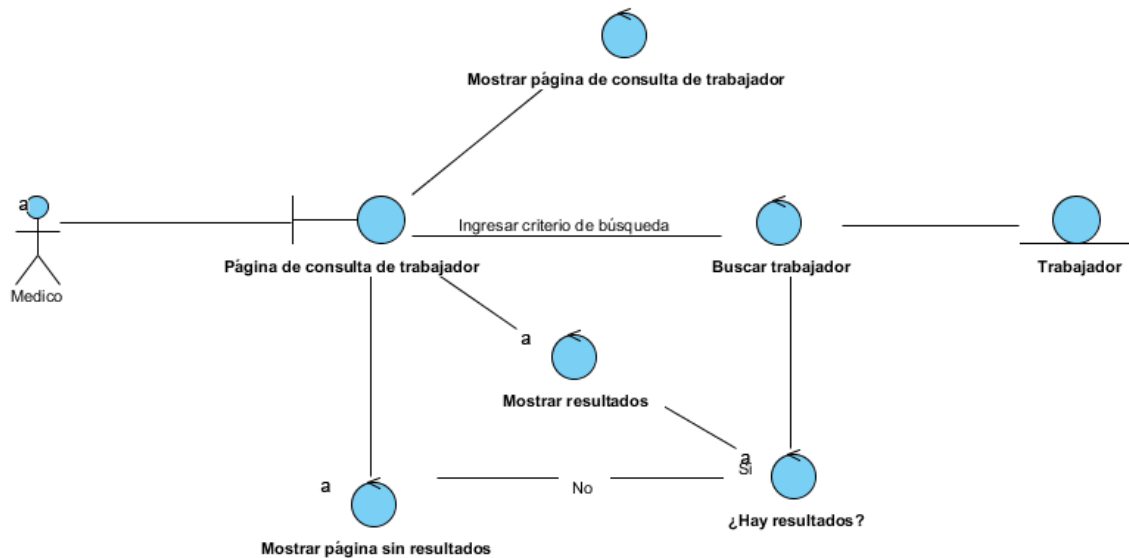 Mostrar página de consulta de trabajador
a
Medico
Página de consulta de trabajador
Ingresar criterio de búsqueda
Buscar trabajador
Trabajador
a
Mostrar resultados
a
Si
¿Hay resultados?
No
a
Mostrar página sin resultados